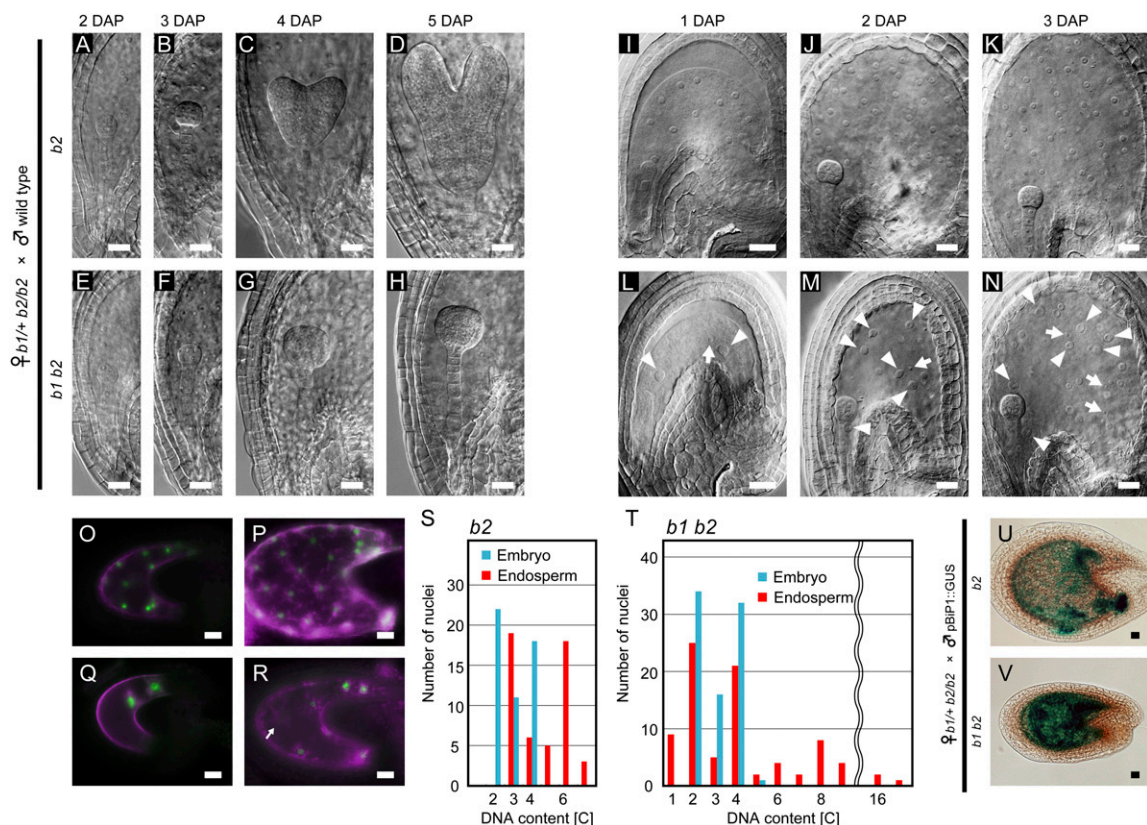 2 DAP 3 DAP 4 DAP 5 DAP 1 DAP 2 DAP 3 DAP
A B C D I J K
b2
♀ b1/+ b2/b2 × ♂ wild type
E F G H L M N
b1 b2
O P
Q R
S b2
Embryo
Endosperm
Number of nuclei
30
25
20
15
10
5
0
2 3 4 6
DNA content [C]
T b1 b2
Embryo
Endosperm
Number of nuclei
40
30
20
10
0
1 2 3 4 6 8 16
DNA content [C]
U
b2
♀ b1/+ b2/b2 × ♂ pBiP1::GUS
V
b1 b2